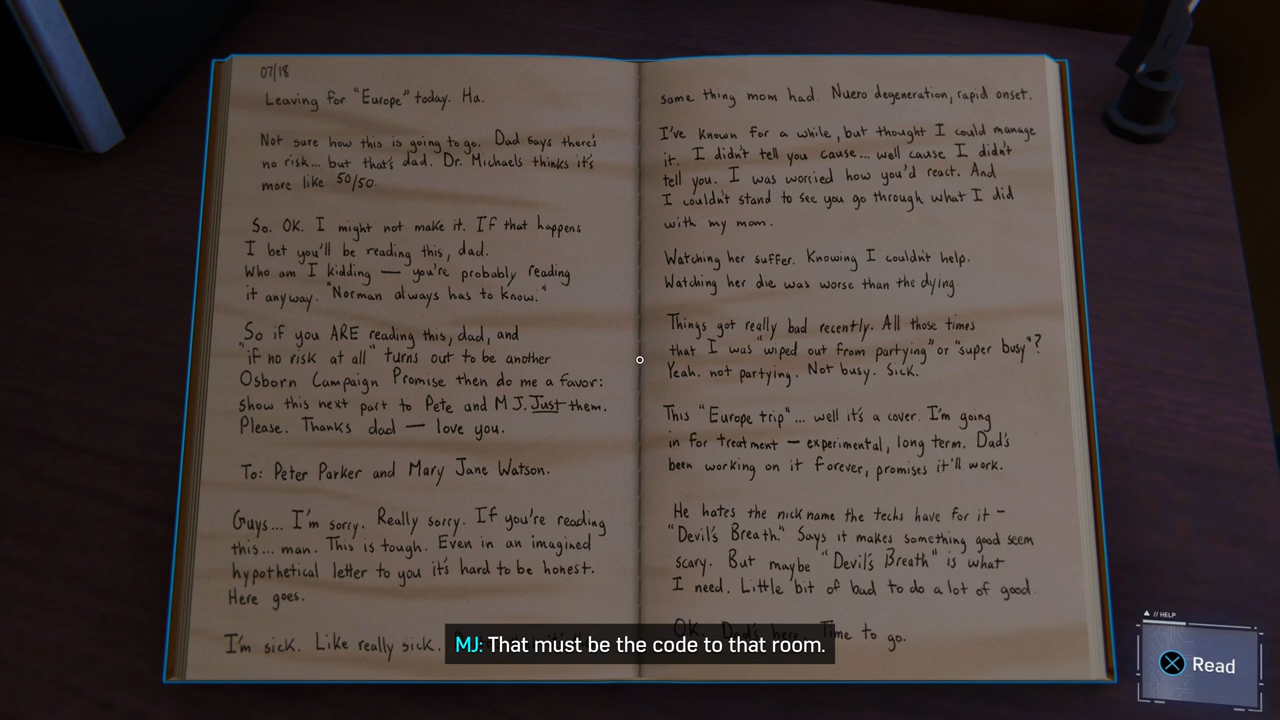 07/18
Leaving for "Europe" today. Ha.
Not sure how this is going to go. Dad says there's
no risk... but that's dad. Dr. Michaels thinks it's
more like 50/50.
So. OK. I might not make it. If that happens
I bet you'll be reading this, dad.
Who am I kidding — you're probably reading
it anyway. "Norman always has to know."
So if you ARE reading this, dad, and
"if no risk at all" turns out to be another
Osborn Campaign Promise then do me a favor:
show this next part to Pete and MJ. Just them.
Please. Thanks dad — love you.
To: Peter Parker and Mary Jane Watson.
Guys... I'm sorry. Really sorry. If you're reading
this... man. This is tough. Even in an imagined
hypothetical letter to you it's hard to be honest.
Here goes.
I'm sick. Like really sick.
same thing mom had. Nuero degeneration, rapid onset.
I've known for a while, but thought I could manage
it. I didn't tell you cause... well cause I didn't
tell you. I was worried how you'd react. And
I couldn't stand to see you go through what I did
with my mom.
Watching her suffer. Knowing I couldn't help.
Watching her die was worse than the dying.
Things got really bad recently. All those times
that I was "wiped out from partying" or "super busy"?
Yeah. not partying. Not busy. Sick.
This "Europe trip"... well it's a cover. I'm going
in for treatment — experimental, long term. Dad's
been working on it forever, promises it'll work.
He hates the nickname the techs have for it -
"Devil's Breath." Says it makes something good seem
scary. But maybe "Devil's Breath" is what
I need. Little bit of bad to do a lot of good.
OK. Dad's here. Time to go.
MJ: That must be the code to that room.
// HELP
Read